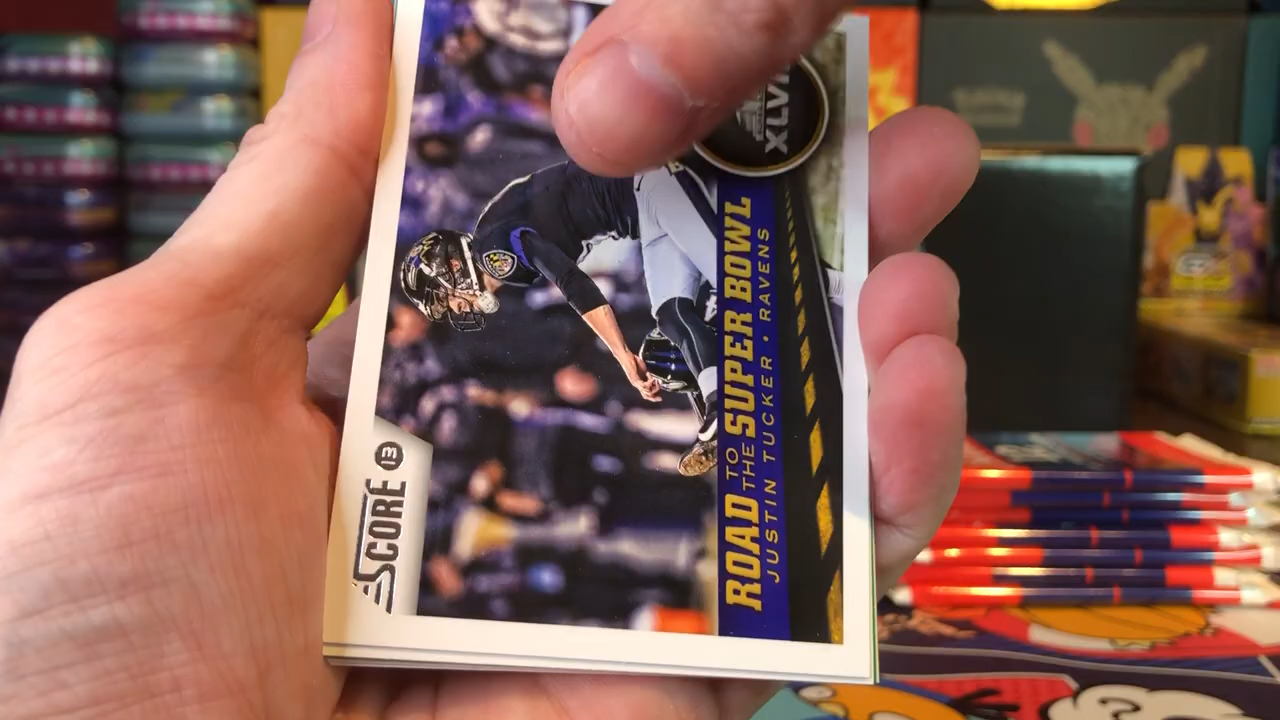 SCORE 13
XLVII
ROAD TO THE SUPER BOWL
JUSTIN TUCKER • RAVENS